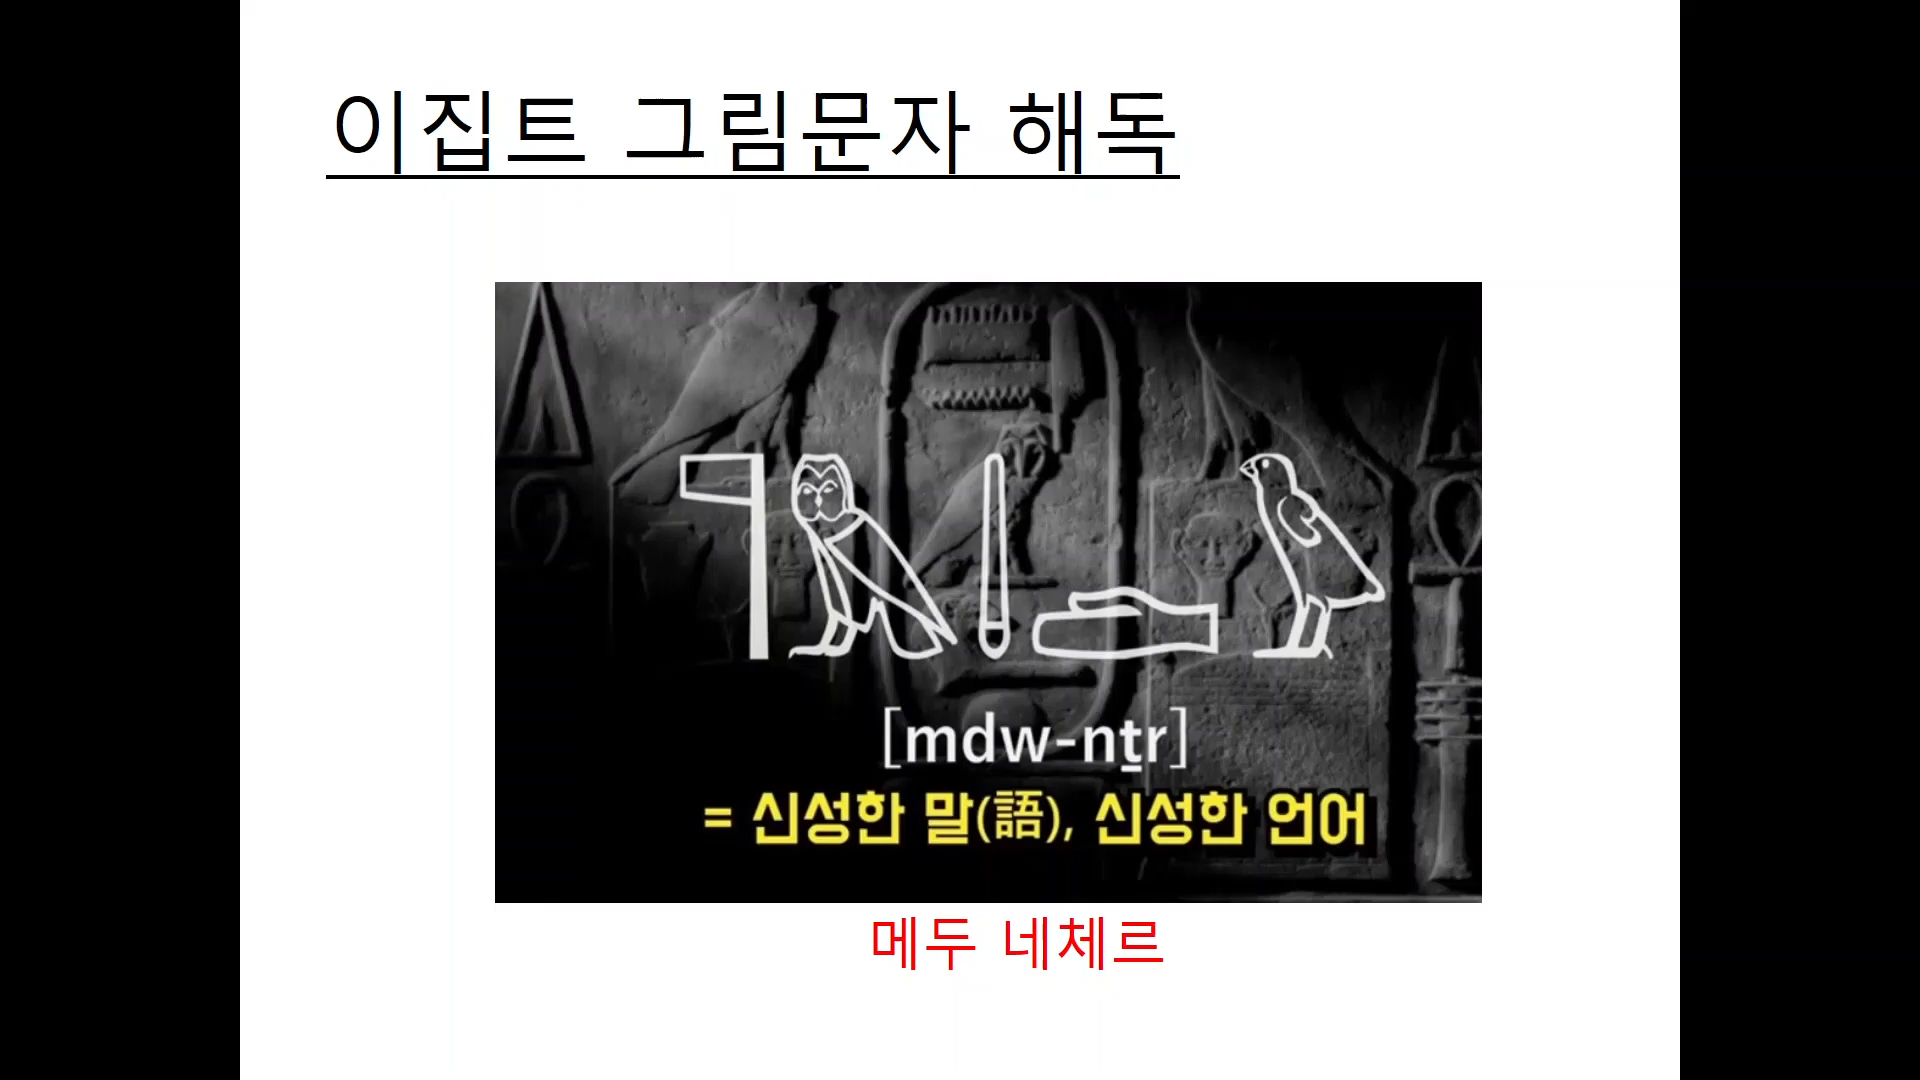 이집트 그림문자 해독
[mdw-nṯr]
= 신성한 말(語), 신성한 언어
메두 네체르